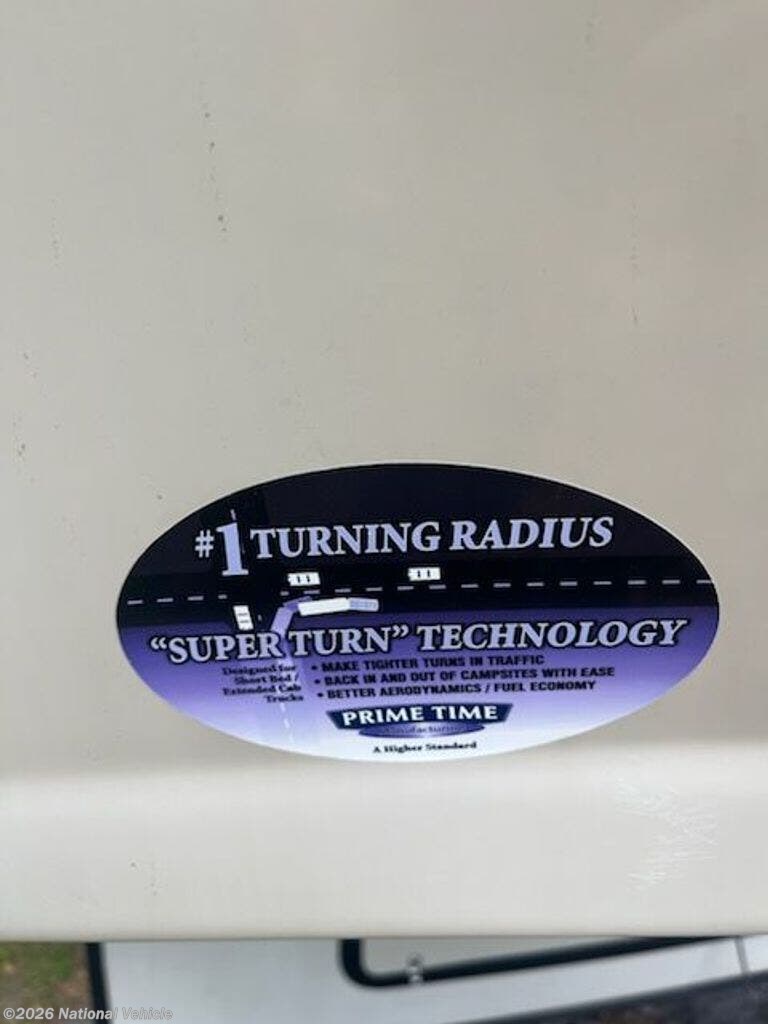 #1 TURNING RADIUS
"SUPER TURN" TECHNOLOGY
Designed for
Short Bed /
Extended Cab
Trucks
• MAKE TIGHTER TURNS IN TRAFFIC
• BACK IN AND OUT OF CAMPSITES WITH EASE
• BETTER AERODYNAMICS / FUEL ECONOMY
PRIME TIME
Manufacturing
A Higher Standard
©2026 National Vehicle